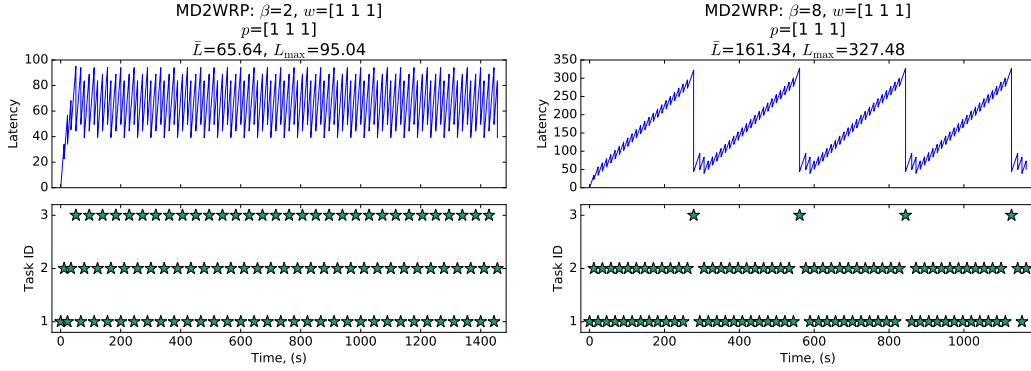 MD2WRP: β=2, w=[1 1 1]
p=[1 1 1]
L̄=65.64, Lmax=95.04
100
80
60
40
20
0
Latency
3
2
1
Task ID
0 200 400 600 800 1000 1200 1400
Time, (s)
MD2WRP: β=8, w=[1 1 1]
p=[1 1 1]
L̄=161.34, Lmax=327.48
350
300
250
200
150
100
50
0
Latency
3
2
1
Task ID
0 200 400 600 800 1000
Time, (s)